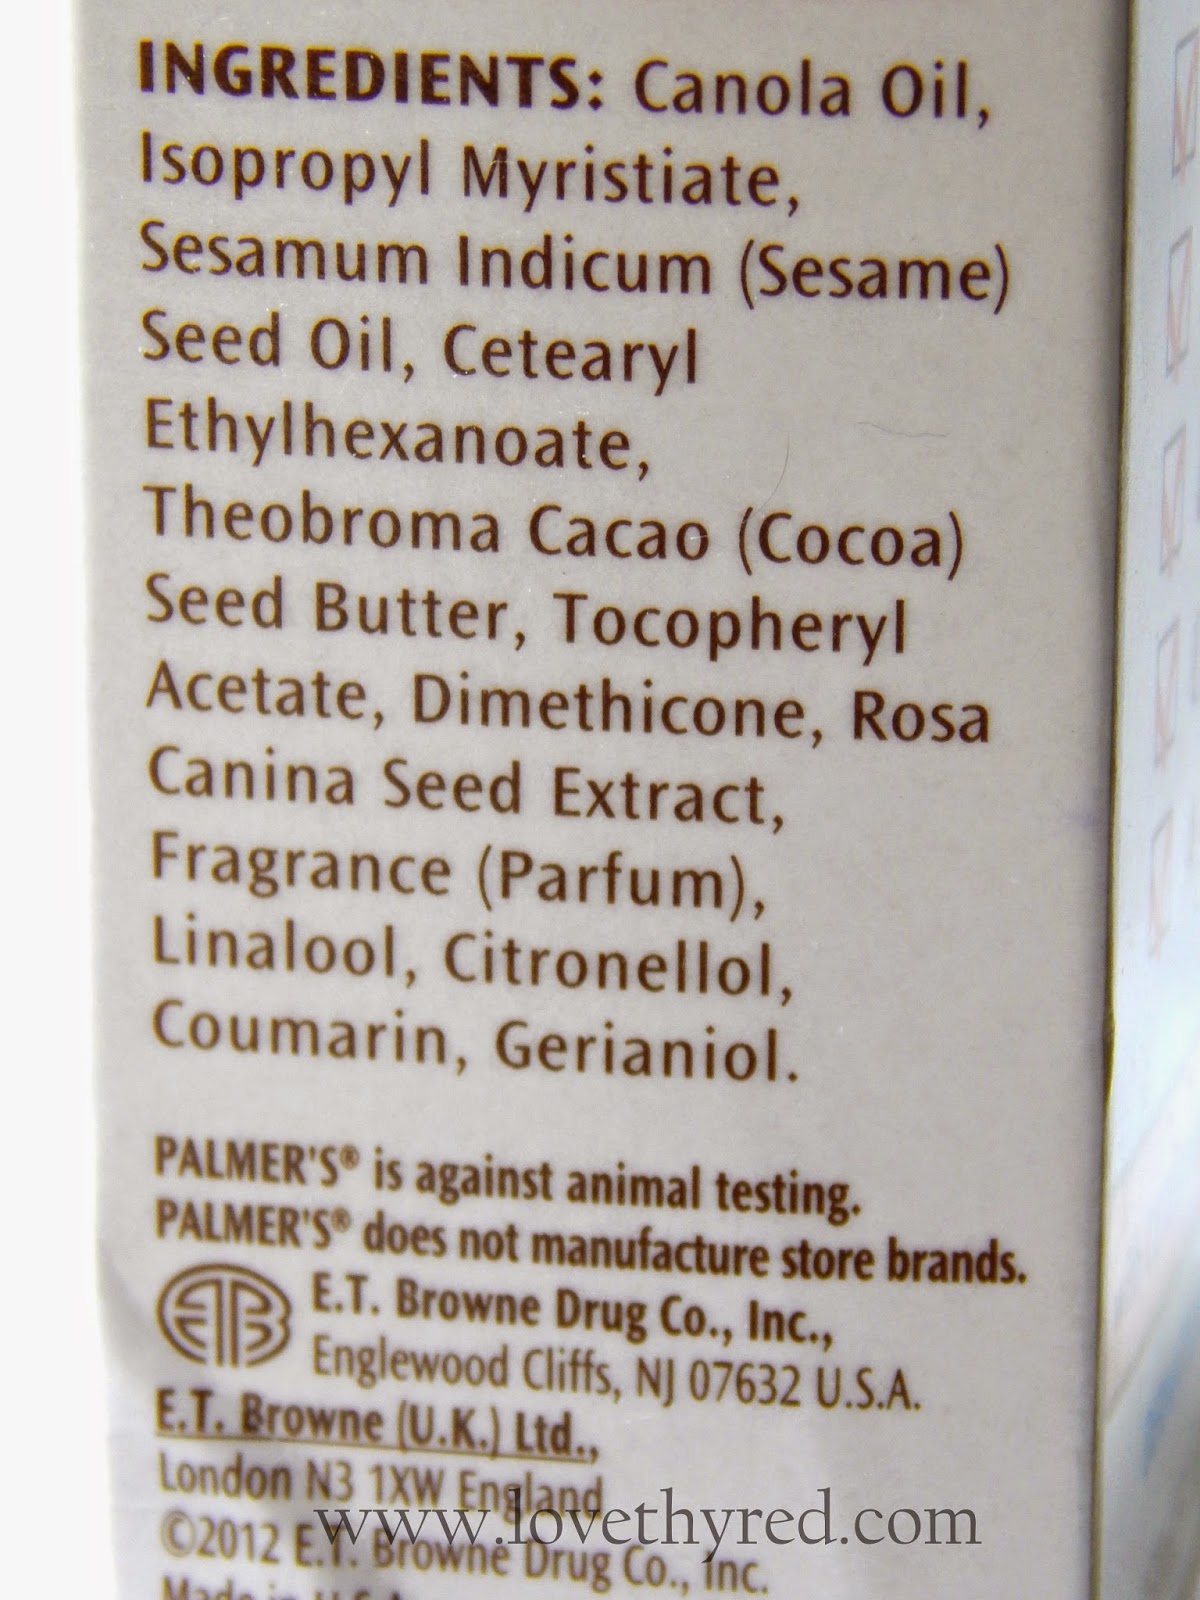 INGREDIENTS: Canola Oil,
Isopropyl Myristiate,
Sesamum Indicum (Sesame)
Seed Oil, Cetearyl
Ethylhexanoate,
Theobroma Cacao (Cocoa)
Seed Butter, Tocopheryl
Acetate, Dimethicone, Rosa
Canina Seed Extract,
Fragrance (Parfum),
Linalool, Citronellol,
Coumarin, Gerianiol.
PALMER'S® is against animal testing.
PALMER'S® does not manufacture store brands.
ETB
E.T. Browne Drug Co., Inc.,
Englewood Cliffs, NJ 07632 U.S.A.
E.T. Browne (U.K.) Ltd.,
London N3 1XW England
www.lovethyred.com
©2012 E.T. Browne Drug Co., Inc.
Made in U.S.A.